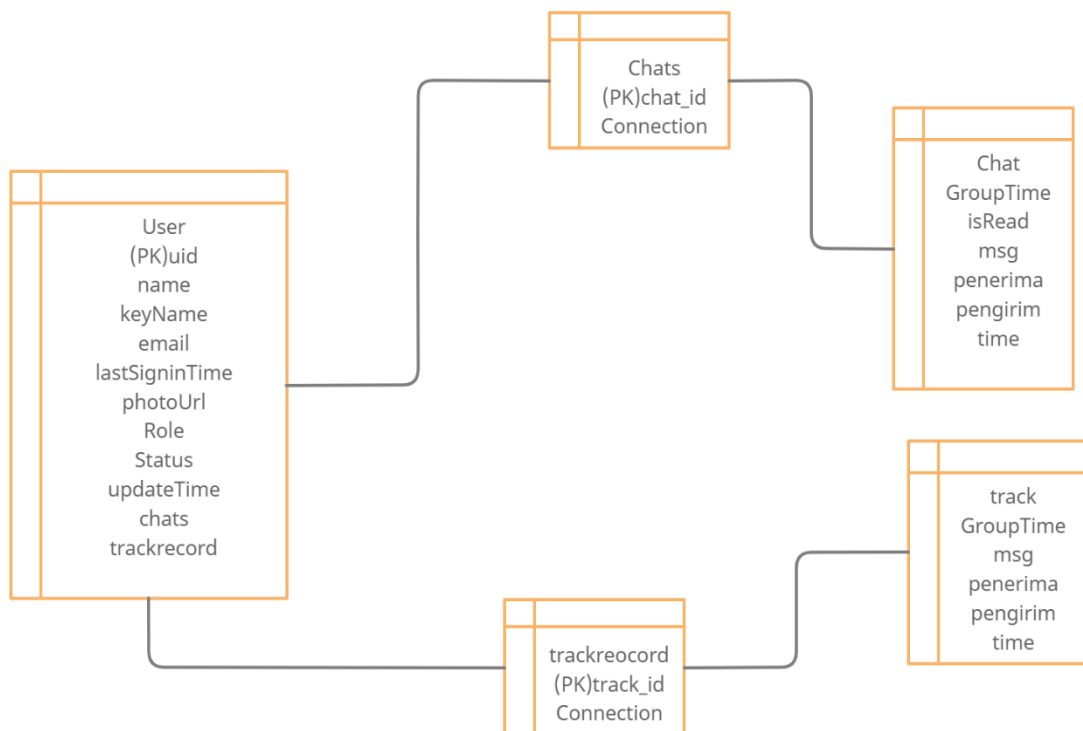 User
(PK)uid
name
keyName
email
lastSigninTime
photoUrl
Role
Status
updateTime
chats
trackrecord
Chats
(PK)chat_id
Connection
Chat
GroupTime
isRead
msg
penerima
pengirim
time
trackreocord
(PK)track_id
Connection
track
GroupTime
msg
penerima
pengirim
time